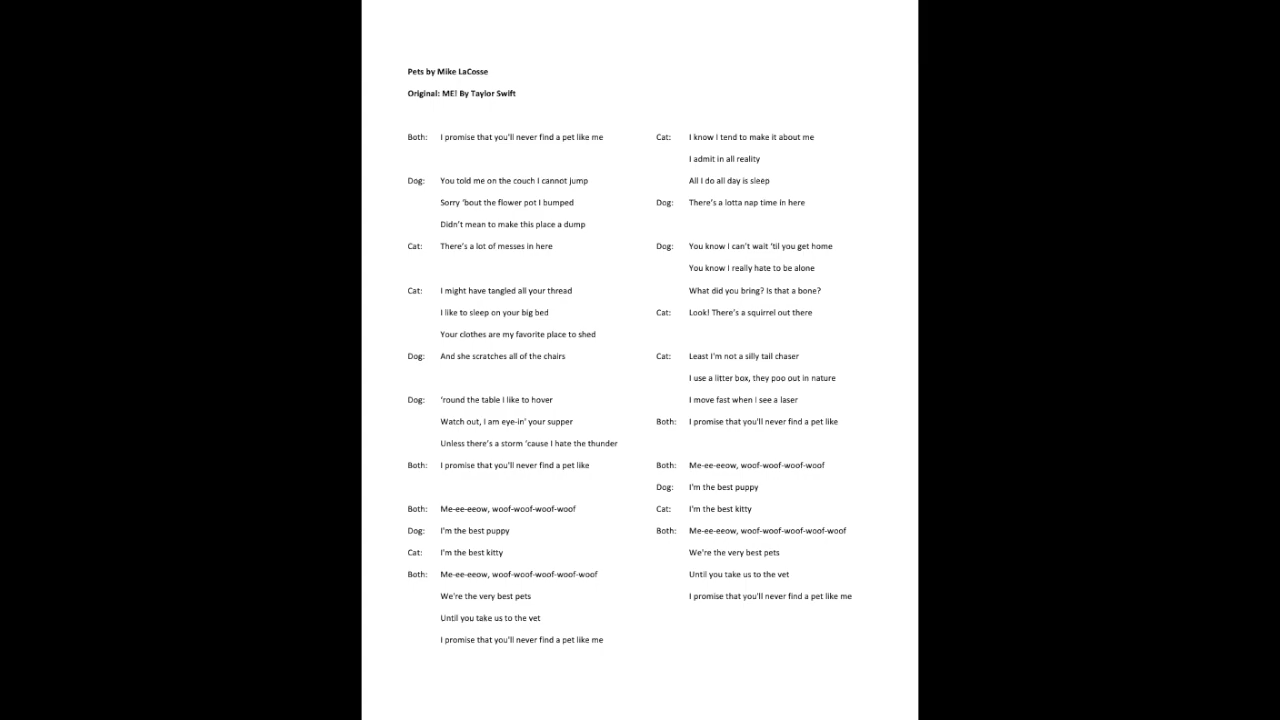 Pets by Mike LaCosse
Original: ME! By Taylor Swift
Both: I promise that you'll never find a pet like me
Dog: You told me on the couch I cannot jump
Sorry ‘bout the flower pot I bumped
Didn’t mean to make this place a dump
Cat: There’s a lot of messes in here
Cat: I might have tangled all your thread
I like to sleep on your big bed
Your clothes are my favorite place to shed
Dog: And she scratches all of the chairs
Dog: ‘round the table I like to hover
Watch out, I am eye-in’ your supper
Unless there’s a storm ‘cause I hate the thunder
Both: I promise that you'll never find a pet like
Both: Me-ee-eeow, woof-woof-woof-woof
Dog: I'm the best puppy
Cat: I'm the best kitty
Both: Me-ee-eeow, woof-woof-woof-woof-woof
We're the very best pets
Until you take us to the vet
I promise that you'll never find a pet like me
Cat: I know I tend to make it about me
I admit in all reality
All I do all day is sleep
Dog: There’s a lotta nap time in here
Dog: You know I can’t wait ‘til you get home
You know I really hate to be alone
What did you bring? Is that a bone?
Cat: Look! There’s a squirrel out there
Cat: Least I'm not a silly tail chaser
I use a litter box, they poo out in nature
I move fast when I see a laser
Both: I promise that you'll never find a pet like
Both: Me-ee-eeow, woof-woof-woof-woof
Dog: I'm the best puppy
Cat: I'm the best kitty
Both: Me-ee-eeow, woof-woof-woof-woof-woof
We're the very best pets
Until you take us to the vet
I promise that you'll never find a pet like me